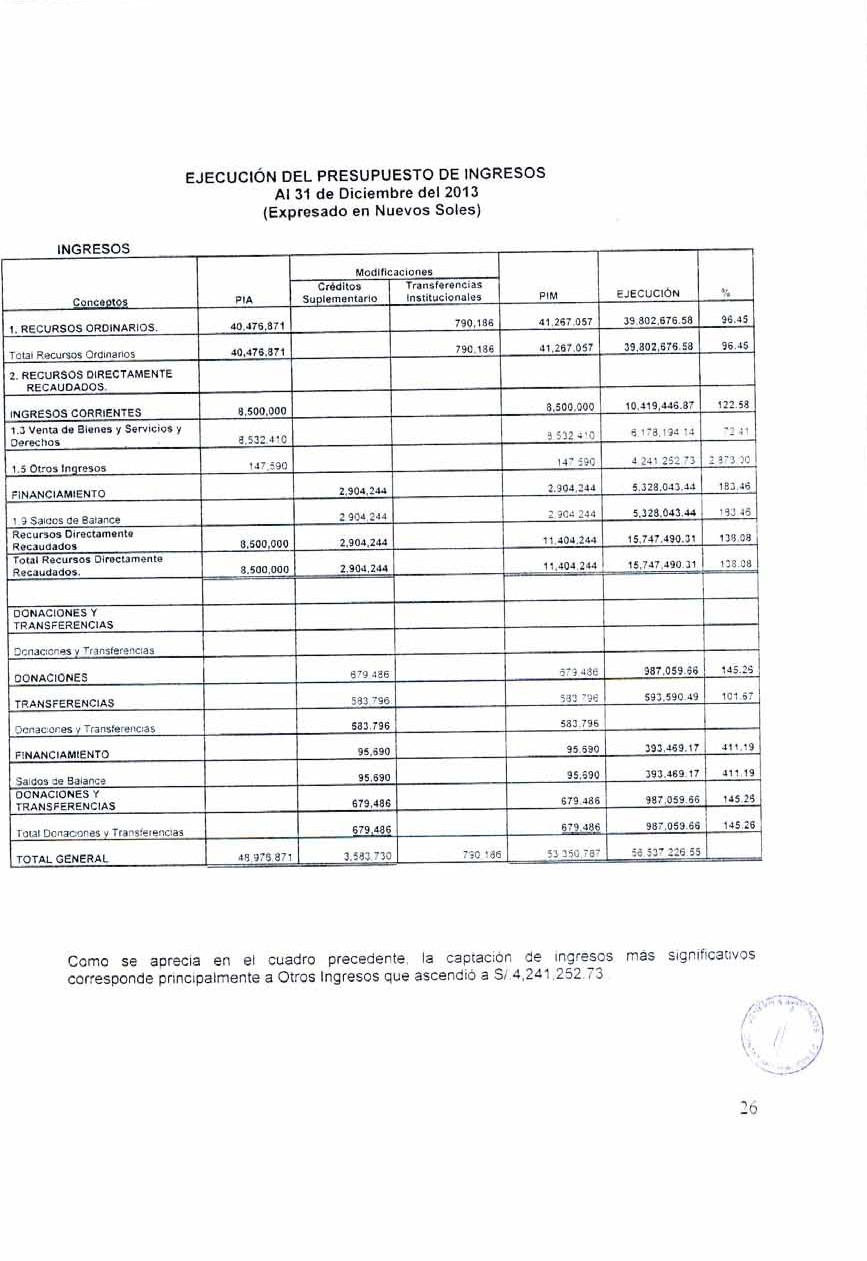 EJECUCIÓN DEL PRESUPUESTO DE INGRESOS
Al 31 de Diciembre del 2013
(Expresado en Nuevos Soles)
INGRESOS
Conceptos PIA Modificaciones PIM EJECUCIÓN %
Créditos Suplementario Transferencias Institucionales
1. RECURSOS ORDINARIOS. 40,476,871 790,186 41,267,057 39,802,676.58 96.45
Total Recursos Ordinarios 40,476,871 790,186 41,267,057 39,802,676.58 96.45
2. RECURSOS DIRECTAMENTE
RECAUDADOS.
INGRESOS CORRIENTES 8,500,000 8,500,000 10,419,446.87 122.58
1.3 Venta de Bienes y Servicios y
Derechos 8,532,410 8 532 410 6,178,194 14 72 41
1.5 Otros Ingresos 147,590 147 590 4 241 252 73 2 873 00
FINANCIAMIENTO 2,904,244 2,904,244 5,328,043.44 183.46
1 9 Saldos de Balance 2 904,244 2,904 244 5,328,043.44 183 46
Recursos Directamente
Recaudados 8,500,000 2,904,244 11,404,244 15,747,490.31 138.08
Total Recursos Directamente
Recaudados. 8,500,000 2,904,244 11,404,244 15,747,490.31 138.08
DONACIONES Y
TRANSFERENCIAS
Donaciones y Transferencias
DONACIONES 679 486 679 486 987,059.66 145.26
TRANSFERENCIAS 583 796 583 796 593,590.49 101.67
Donaciones y Transferencias 583.796 583.796
FINANCIAMIENTO 95,690 95.690 393,469.17 411.19
Saldos de Balance 95,690 95,690 393.469 17 411.19
DONACIONES Y
TRANSFERENCIAS 679,486 679 486 987 059 66 145.26
Total Donaciones y Transferencias 679,486 679 486 987,059.66 145 26
TOTAL GENERAL 48 976 871 3,583,730 790 186 53 350,787 56 537 226 55
Como se aprecia en el cuadro precedente, la captación de ingresos más significativos
corresponde principalmente a Otros Ingresos que ascendió a S/.4,241,252.73
26